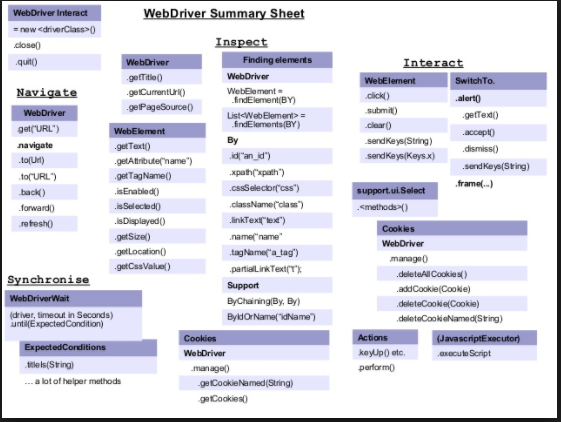 WebDriver Summary Sheet
WebDriver Interact
= new <driverClass>()
.close()
.quit()
Navigate
WebDriver
.get("URL")
.navigate
.to(Url)
.to("URL")
.back()
.forward()
.refresh()
Synchronise
WebDriverWait
(driver, timeout in Seconds)
.until(ExpectedCondition)
ExpectedConditions
.titleIs(String)
... a lot of helper methods
Inspect
WebDriver
.getTitle()
.getCurrentUrl()
.getPageSource()
WebElement
.getText()
.getAttribute("name")
.getTagName()
.isEnabled()
.isSelected()
.isDisplayed()
.getSize()
.getLocation()
.getCssValue()
Finding elements
WebDriver
WebElement =
.findElement(BY)
List<WebElement> =
.findElements(BY)
By
.id("an_id")
.xpath("xpath")
.cssSelector("css")
.className("class")
.linkText("text")
.name("name"
.tagName("a_tag")
.partialLinkText("t");
Support
ByChaining(By, By)
ByIdOrName("idName")
Cookies
WebDriver
.manage()
.getCookieNamed(String)
.getCookies()
Interact
WebElement
.click()
.submit()
.clear()
.sendKeys(String)
.sendKeys(Keys.x)
SwitchTo.
.alert()
.getText()
.accept()
.dismiss()
.sendKeys(String)
.frame(...)
support.ui.Select
.<methods>()
Cookies
WebDriver
.manage()
.deleteAllCookies()
.addCookie(Cookie)
.deleteCookie(Cookie)
.deleteCookieNamed(String)
Actions
.keyUp() etc.
.perform()
(JavascriptExecutor)
.executeScript